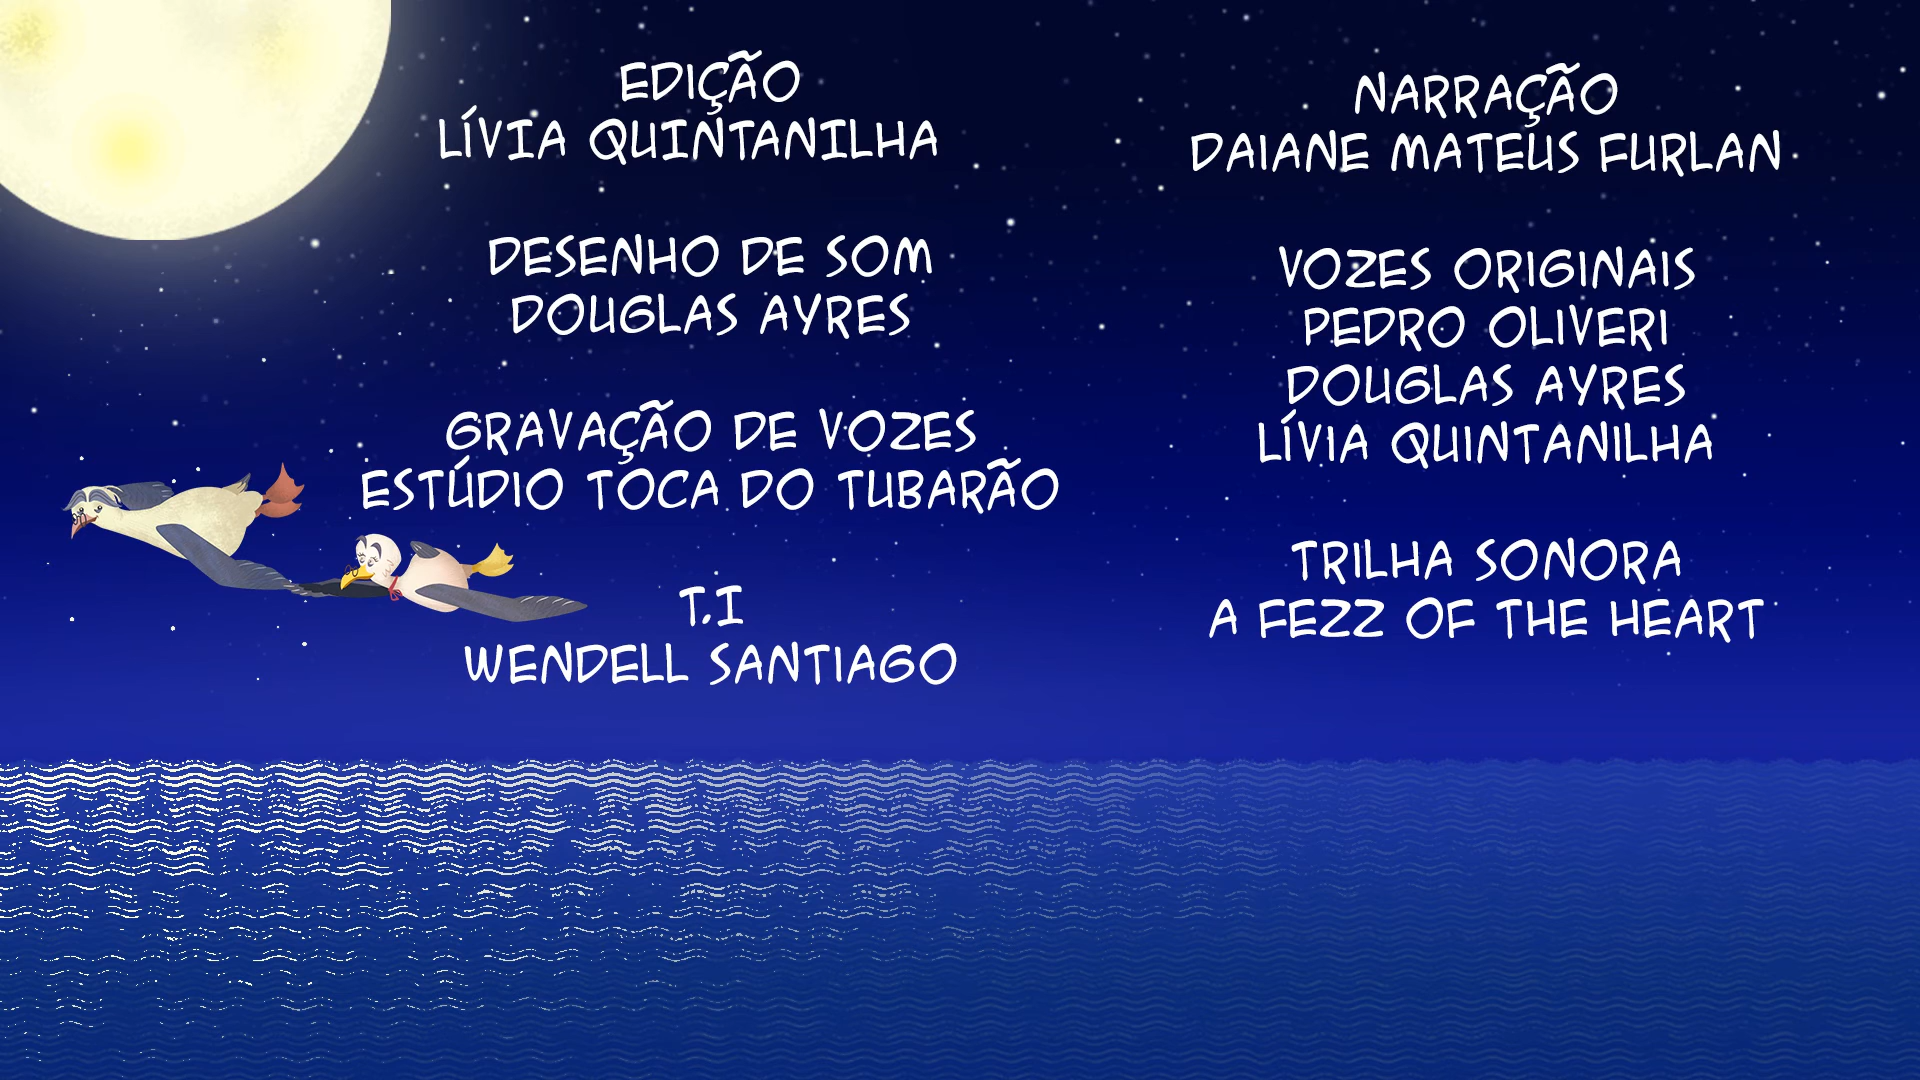 EDIÇÃO
LÍVIA QUINTANILHA
DESENHO DE SOM
DOUGLAS AYRES
GRAVAÇÃO DE VOZES
ESTÚDIO TOCA DO TUBARÃO
T.I
WENDELL SANTIAGO
NARRAÇÃO
DAIANE MATEUS FURLAN
VOZES ORIGINAIS
PEDRO OLIVERI
DOUGLAS AYRES
LÍVIA QUINTANILHA
TRILHA SONORA
A FEZZ OF THE HEART